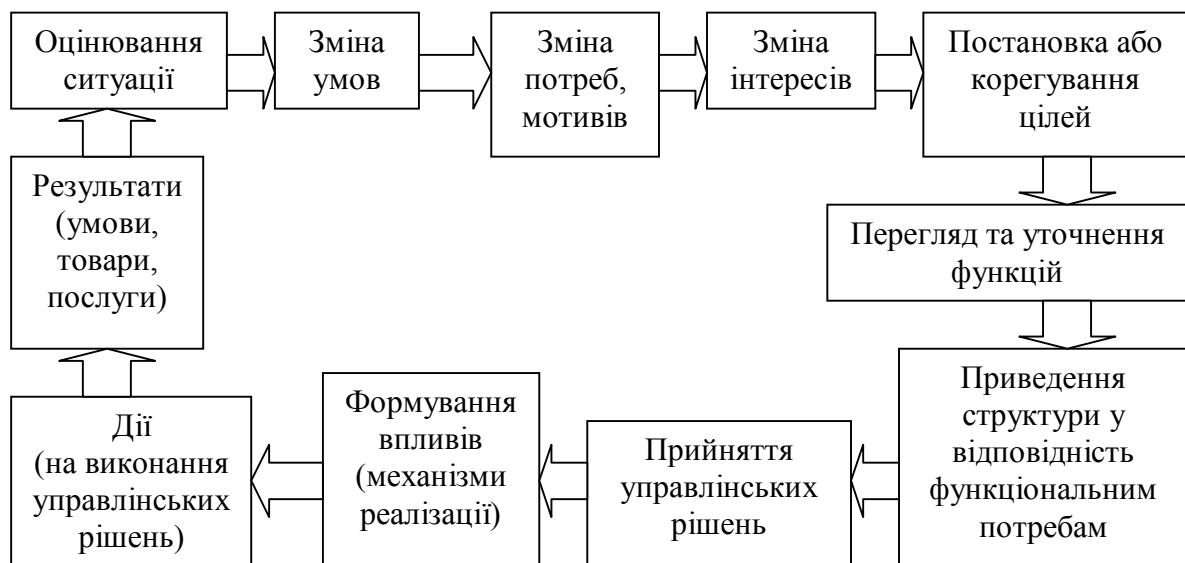 Оцінювання
ситуації
Зміна
умов
Зміна
потреб,
мотивів
Зміна
інтересів
Постановка або
корегування
цілей
Перегляд та уточнення
функцій
Приведення
структури у
відповідність
функціональним
потребам
Прийняття
управлінських
рішень
Формування
впливів
(механізми
реалізації)
Дії
(на виконання
управлінських
рішень)
Результати
(умови,
товари,
послуги)